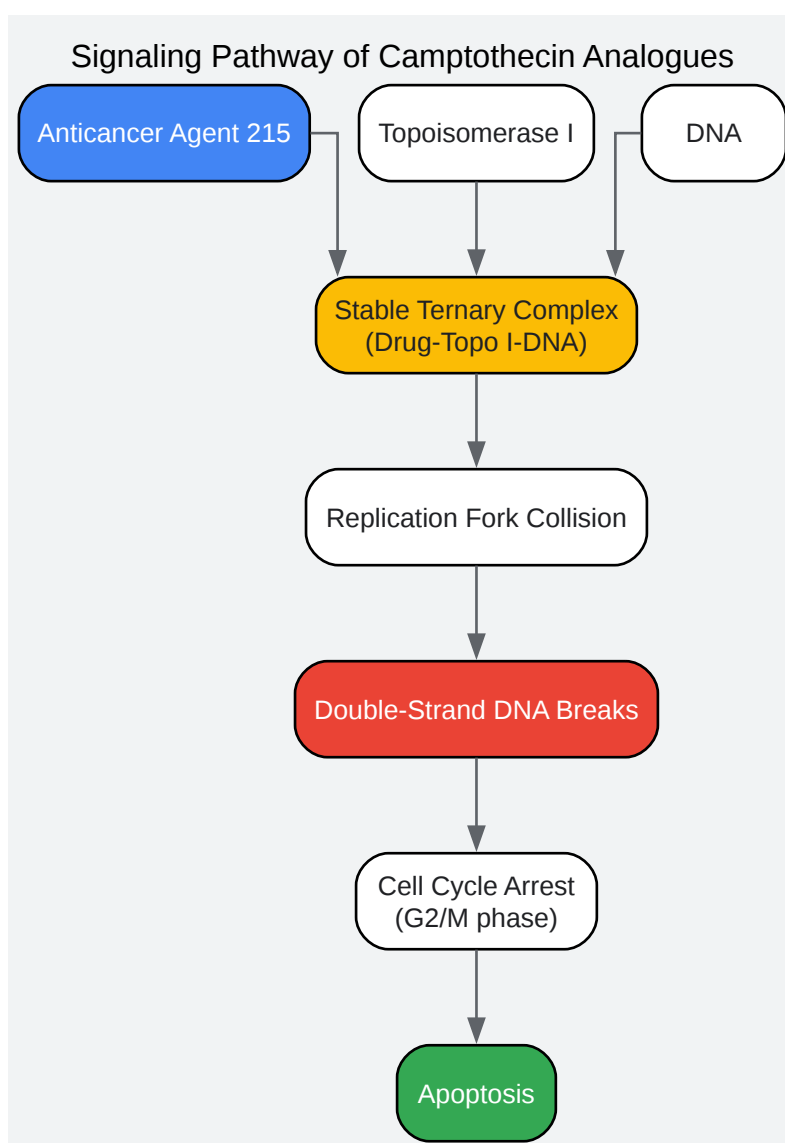 Signaling Pathway of Camptothecin Analogues
Anticancer Agent 215
Topoisomerase I
DNA
Stable Ternary Complex
(Drug-Topo I-DNA)
Replication Fork Collision
Double-Strand DNA Breaks
Cell Cycle Arrest
(G2/M phase)
Apoptosis